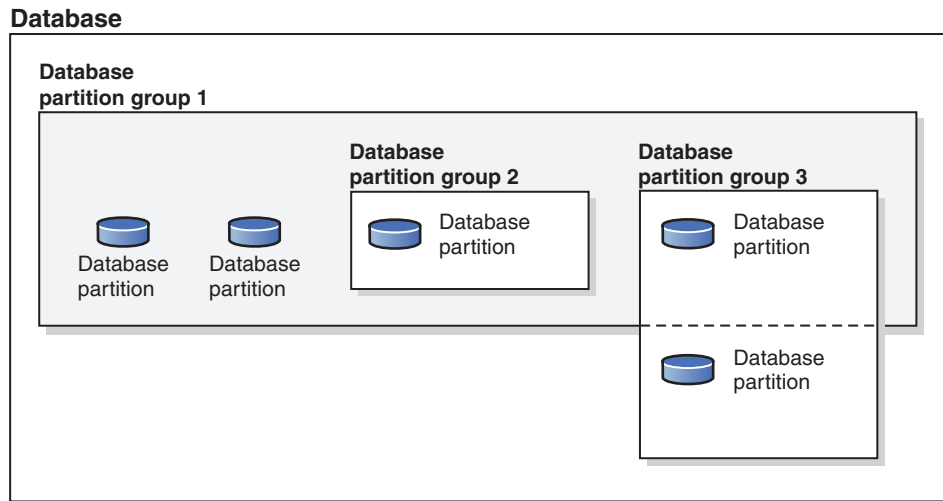 Database
Database
partition group 1
Database
partition group 2
Database
partition group 3
Database
partition
Database
partition
Database
partition
Database
partition
Database
partition